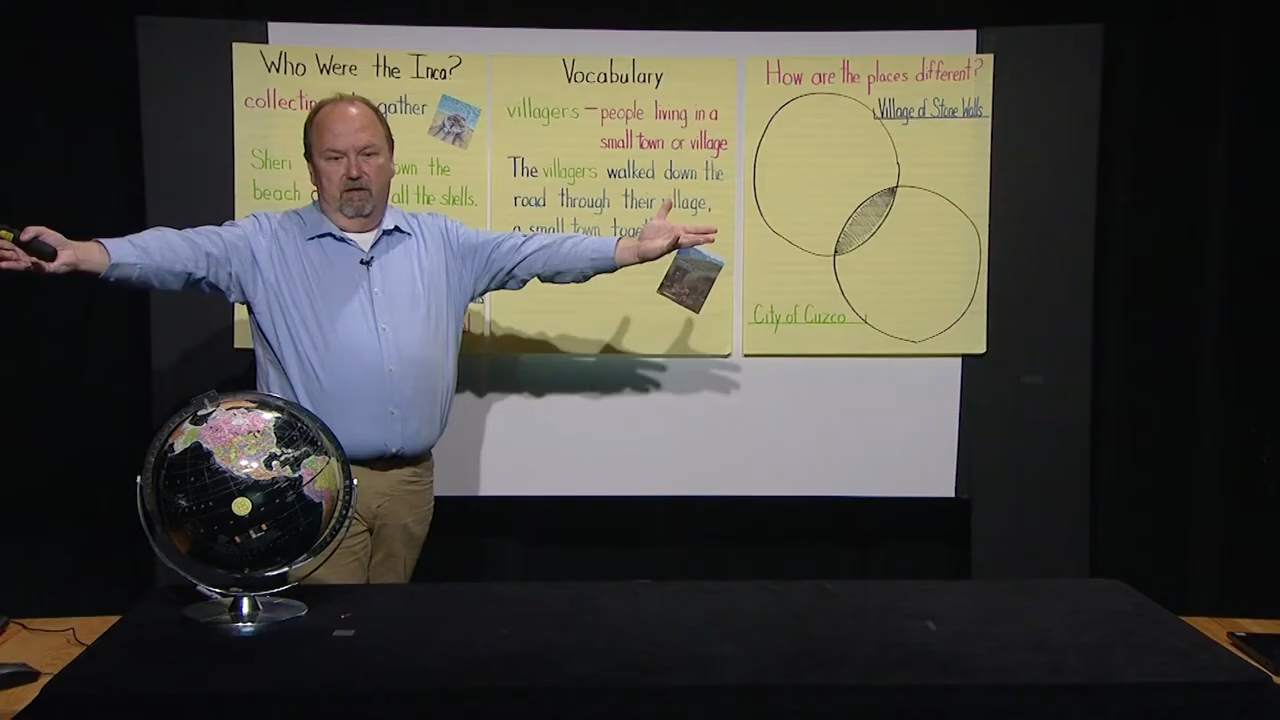 Who Were the Inca?
collectin gather
Sheri own the
beach all the shells.
Vocabulary
villagers - people living in a
small town or village
The villagers walked down the
road through their village,
a small town
How are the places different?
Village of Stone Walls
City of Cuzco